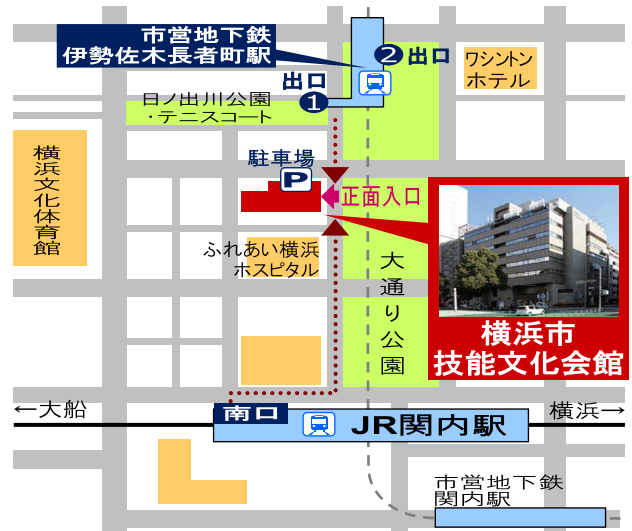 市営地下鉄
伊勢佐木長者町駅
2 出口
ワシントン
ホテル
出口
1
日ノ出川公園
・テニスコート
横浜文化体育館
駐車場
P
正面入口
ふれあい横浜
ホスピタル
大通り公園
横浜市
技能文化会館
←大船
南口
JR関内駅
横浜→
市営地下鉄
関内駅